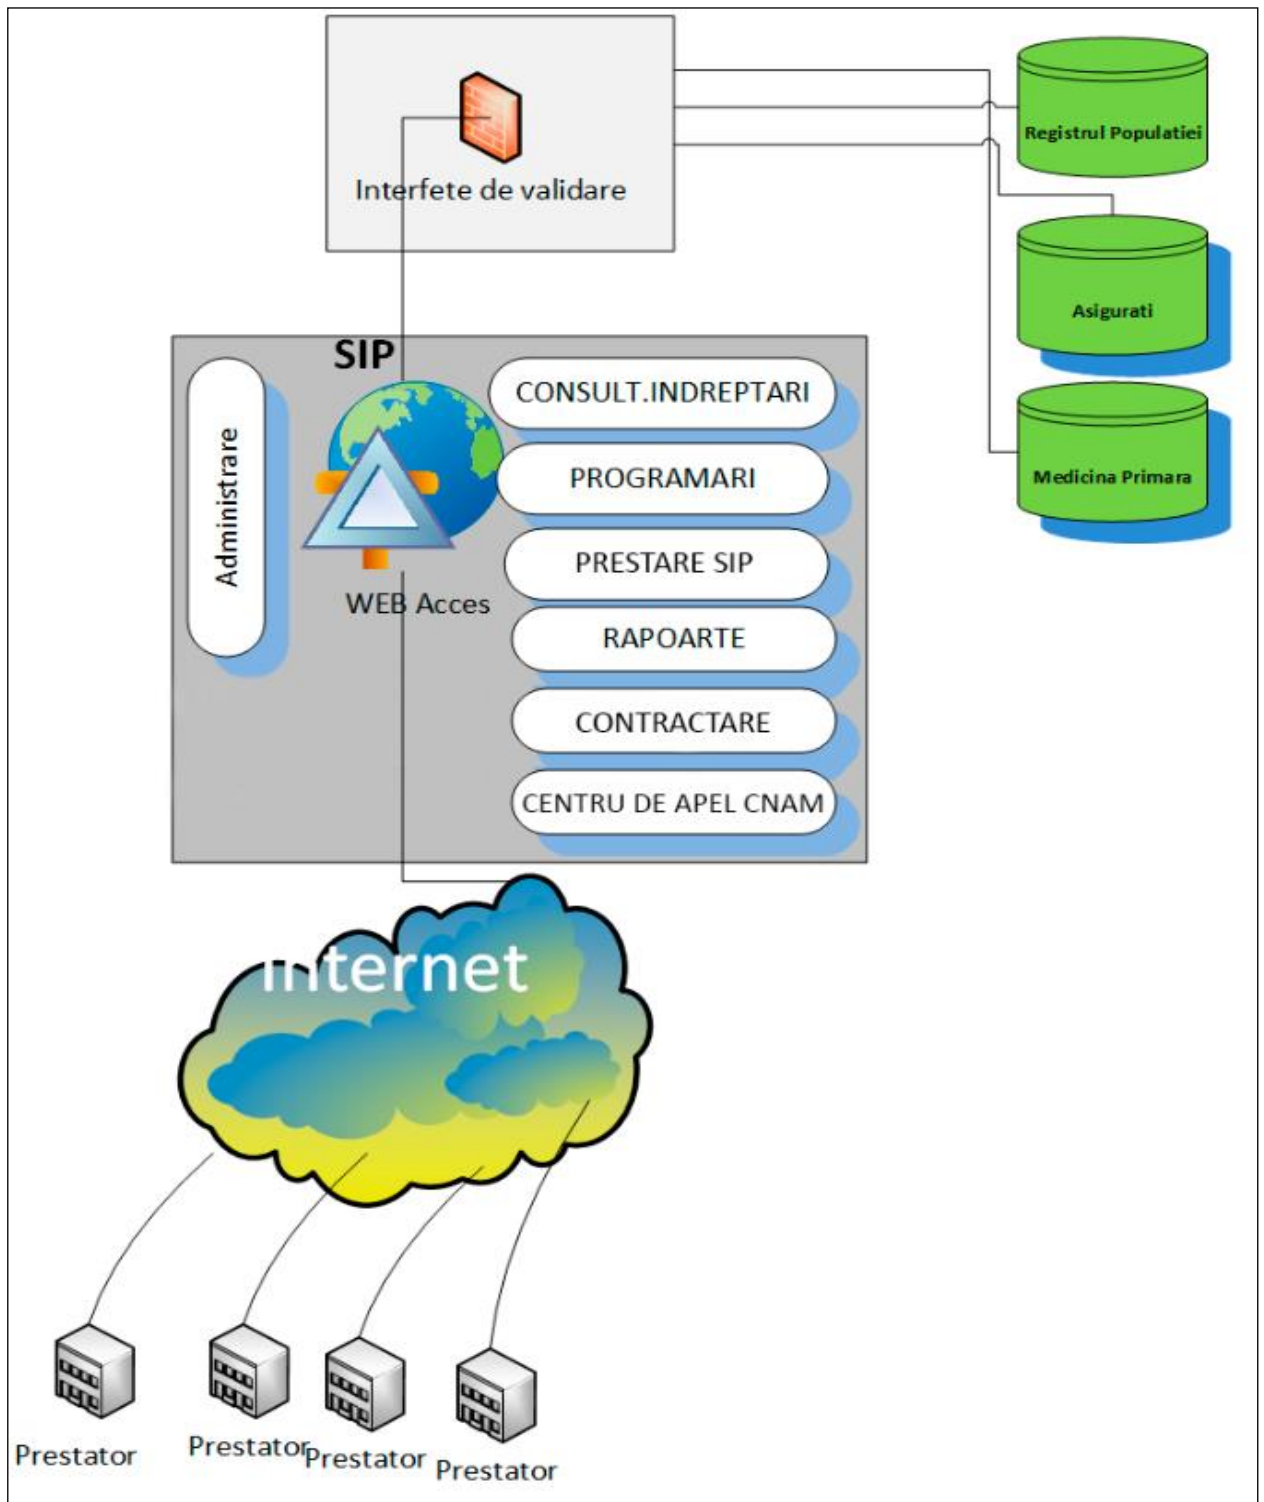 Interfete de validare
Registrul Populatiei
Asigurati
Medicina Primara
SIP
Administrare
WEB Acces
CONSULT.INDREPTARI
PROGRAMARI
PRESTARE SIP
RAPOARTE
CONTRACTARE
CENTRU DE APEL CNAM
Internet
Prestator
Prestator
Prestator
Prestator